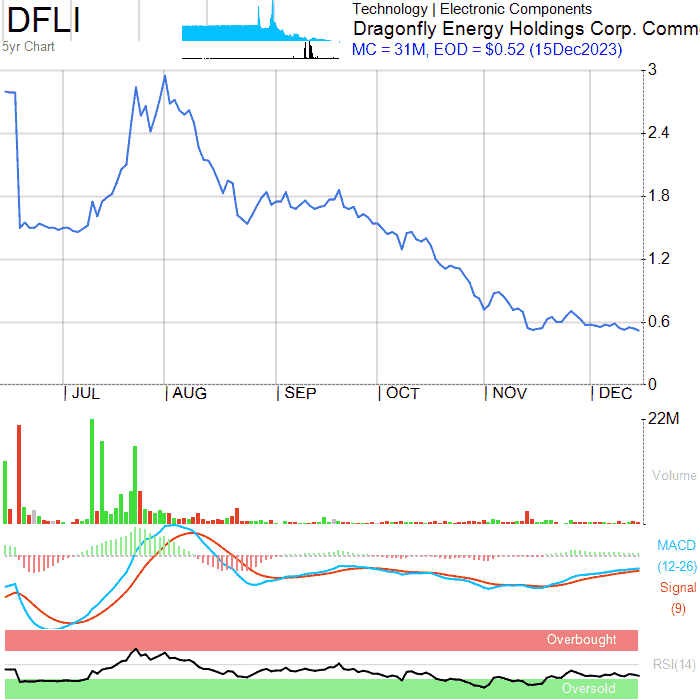 DFLI
5yr Chart
Technology | Electronic Components
Dragonfly Energy Holdings Corp. Comm
MC = 31M, EOD = $0.52 (15Dec2023)
3
2.4
1.8
1.2
0.6
0
JUL
AUG
SEP
OCT
NOV
DEC
22M
Volume
MACD
(12-26)
Signal
(9)
Overbought
RSI(14)
Oversold